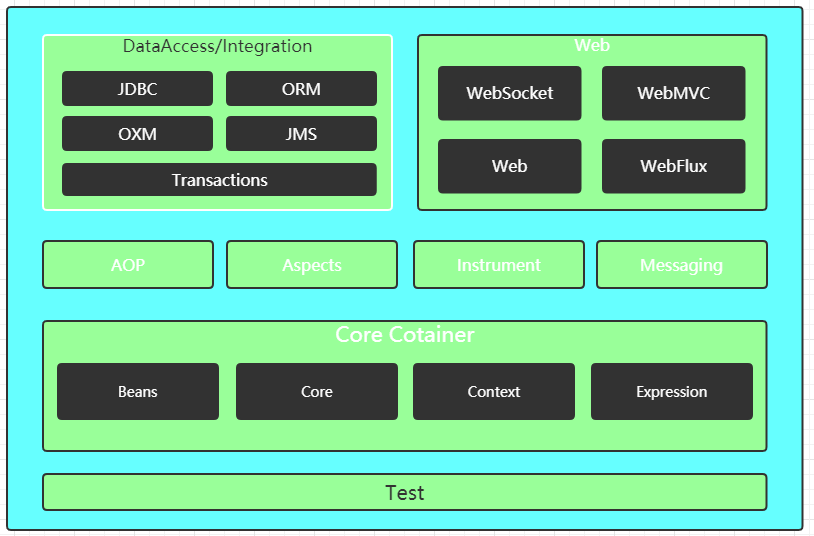 DataAccess/Integration
JDBC
ORM
OXM
JMS
Transactions
Web
WebSocket
WebMVC
Web
WebFlux
AOP
Aspects
Instrument
Messaging
Core Cotainer
Beans
Core
Context
Expression
Test